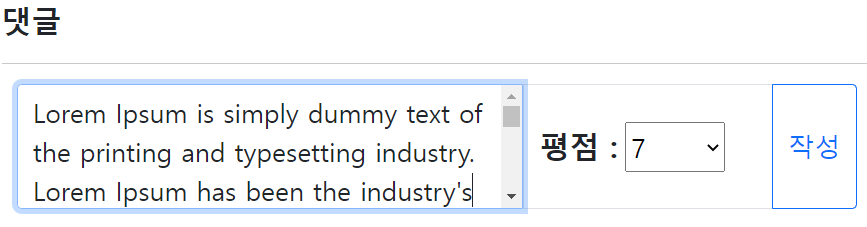 댓글
Lorem Ipsum is simply dummy text of
the printing and typesetting industry.
Lorem Ipsum has been the industry's
평점 : 7
작성